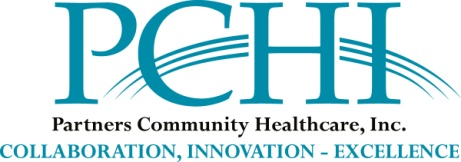 PCHI
Partners Community Healthcare, Inc.
COLLABORATION, INNOVATION - EXCELLENCE